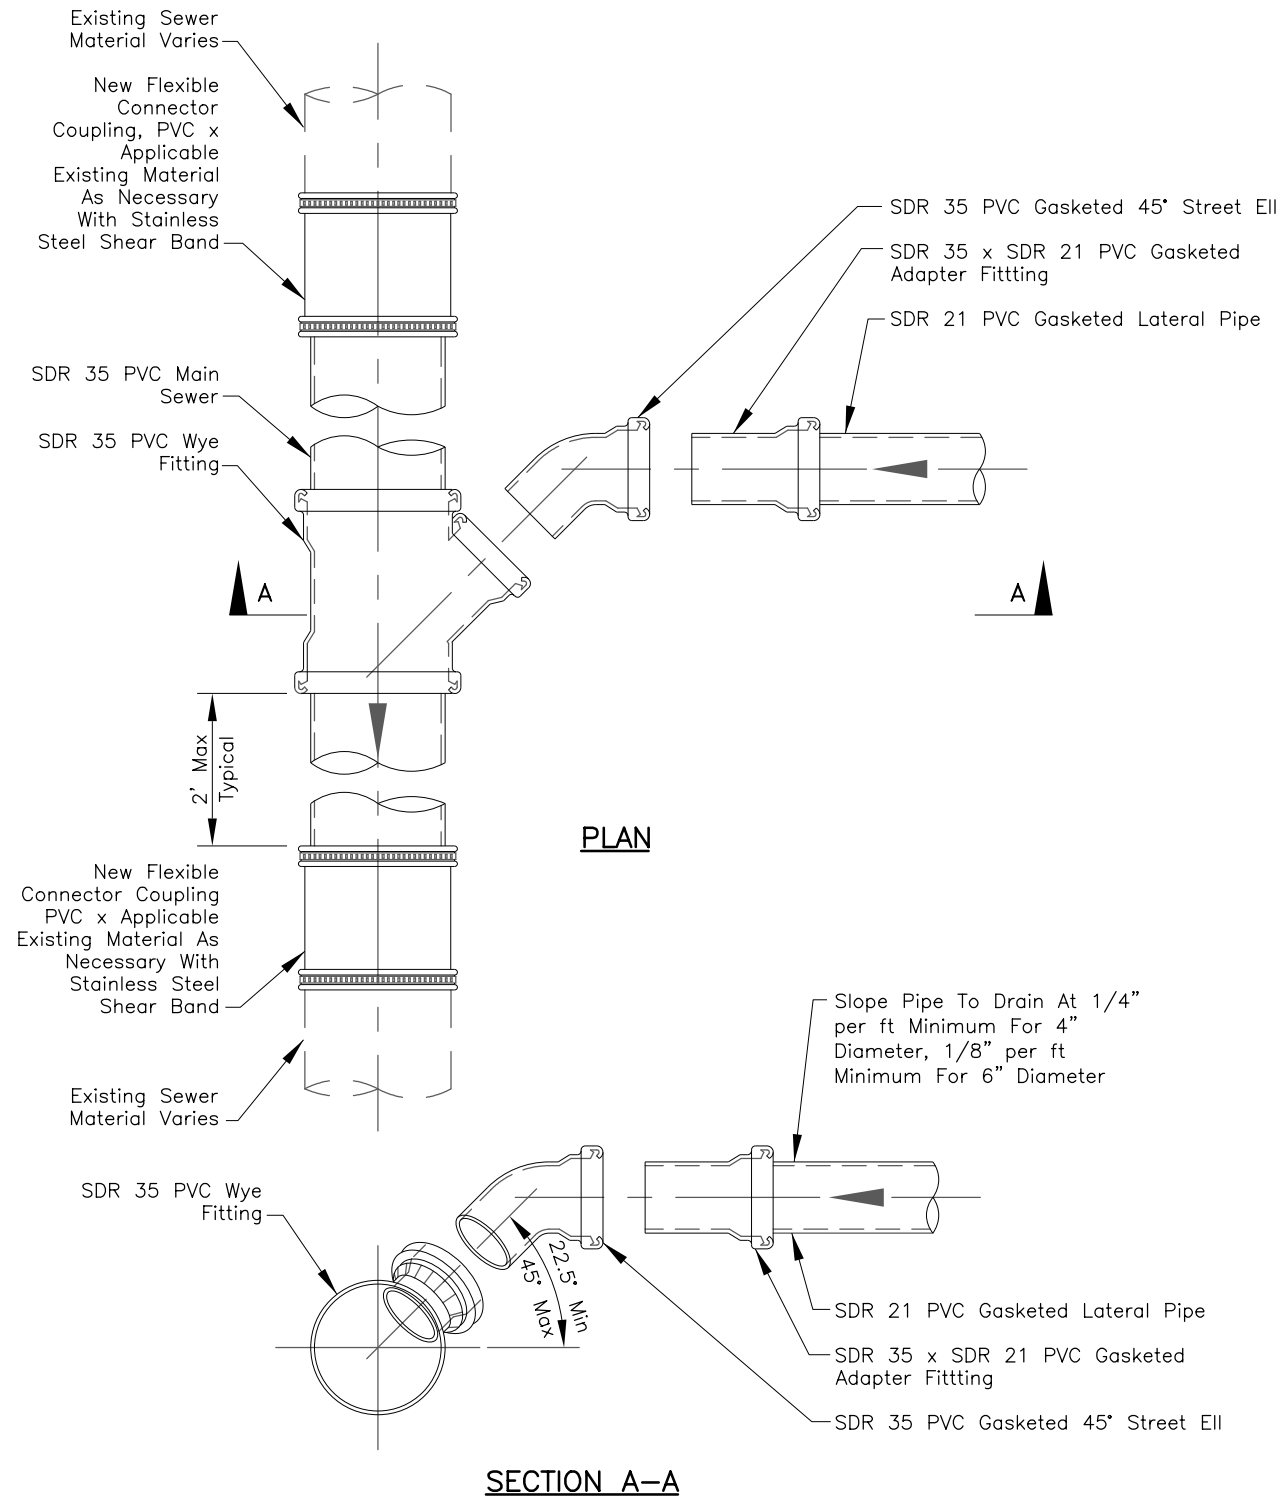 Existing Sewer
Material Varies
New Flexible
Connector
Coupling, PVC x
Applicable
Existing Material
As Necessary
With Stainless
Steel Shear Band
SDR 35 PVC Gasketed 45° Street Ell
SDR 35 x SDR 21 PVC Gasketed
Adapter Fittting
SDR 21 PVC Gasketed Lateral Pipe
SDR 35 PVC Main
Sewer
SDR 35 PVC Wye
Fitting
A
A
2' Max
Typical
PLAN
New Flexible
Connector Coupling
PVC x Applicable
Existing Material As
Necessary With
Stainless Steel
Shear Band
Existing Sewer
Material Varies
Slope Pipe To Drain At 1/4”
per ft Minimum For 4”
Diameter, 1/8” per ft
Minimum For 6” Diameter
SDR 35 PVC Wye
Fitting
22.5° Min
45° Max
SDR 21 PVC Gasketed Lateral Pipe
SDR 35 x SDR 21 PVC Gasketed
Adapter Fittting
SDR 35 PVC Gasketed 45° Street Ell
SECTION A–A